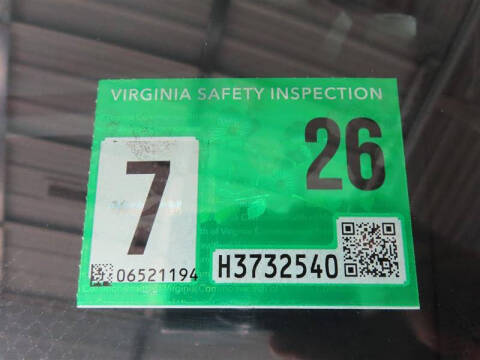 VIRGINIA SAFETY INSPECTION
7
26
06521194
H3732540